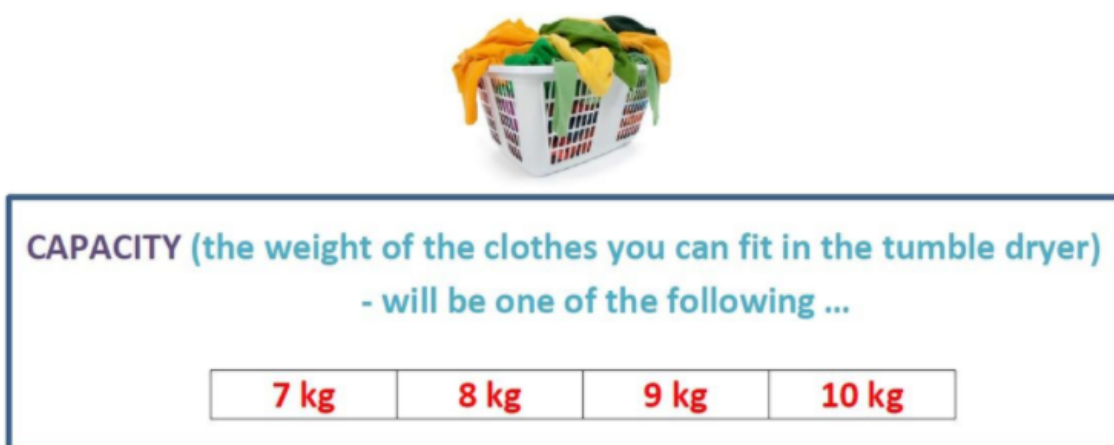 CAPACITY (the weight of the clothes you can fit in the tumble dryer)
- will be one of the following ...
7 kg 8 kg 9 kg 10 kg